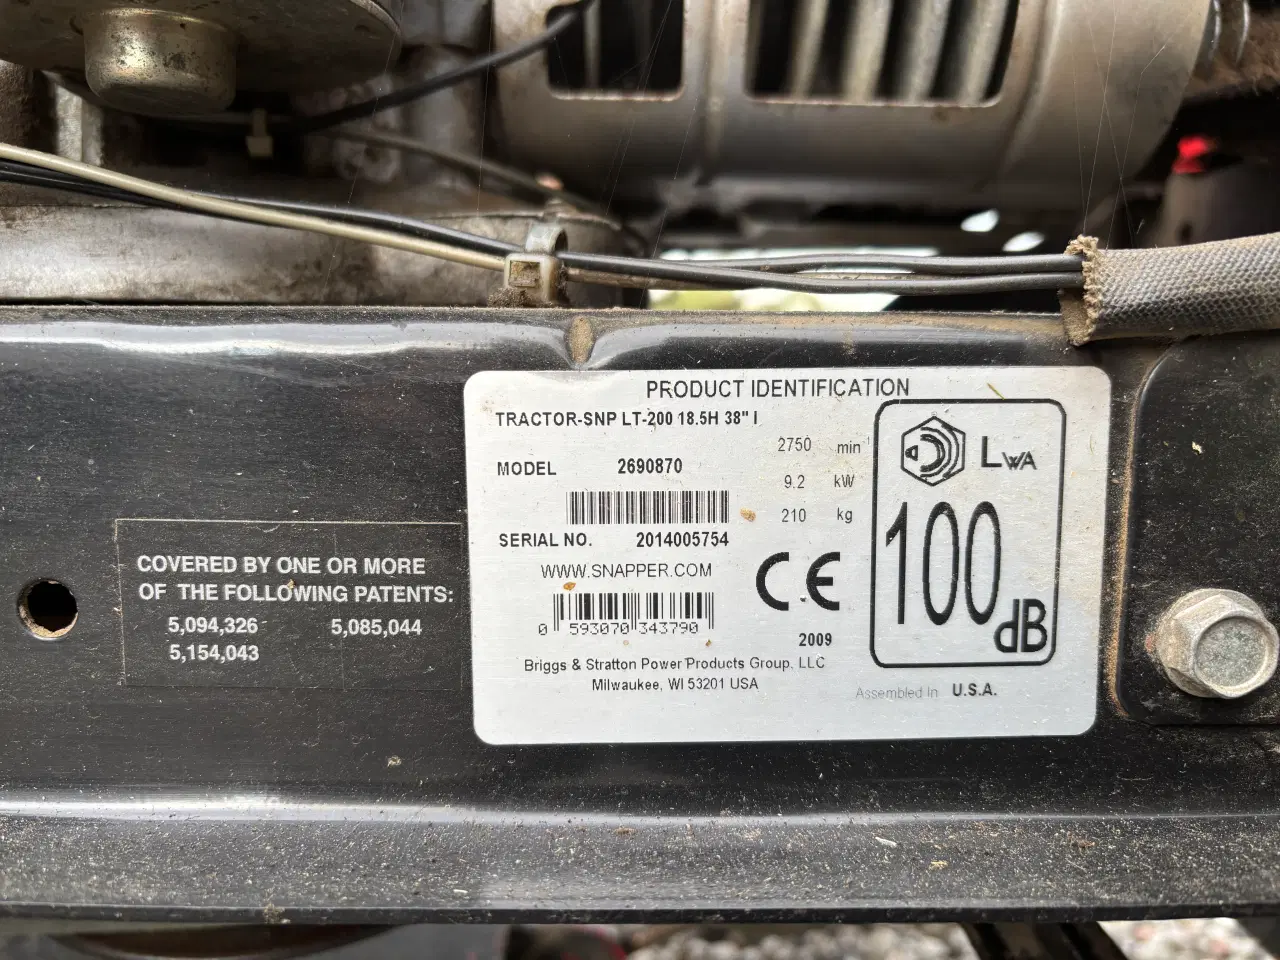 PRODUCT IDENTIFICATION
TRACTOR-SNP LT-200 18.5H 38" I
2750 min⁻¹
MODEL 2690870
9.2 kW
210 kg
SERIAL NO. 2014005754
WWW.SNAPPER.COM
0 593070 343790
CE
2009
Briggs & Stratton Power Products Group, LLC
Milwaukee, WI 53201 USA
LWA
100
dB
Assembled In U.S.A.
COVERED BY ONE OR MORE
OF THE FOLLOWING PATENTS:
5,094,326 5,085,044
5,154,043